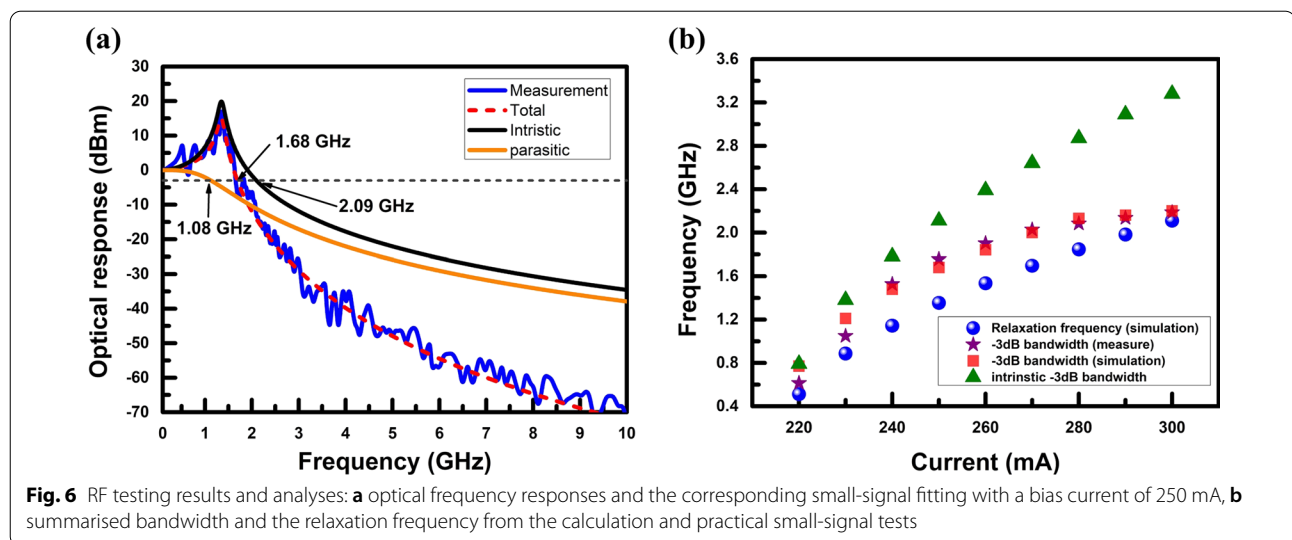 (a)
30
20
10
0
-10
-20
-30
-40
-50
-60
-70
Optical response (dBm)
Measurement
Total
Intristic
parasitic
1.68 GHz
2.09 GHz
1.08 GHz
0 1 2 3 4 5 6 7 8 9 10
Frequency (GHz)
(b)
3.6
3.2
2.8
2.4
2.0
1.6
1.2
0.8
0.4
Frequency (GHz)
Relaxation frequency (simulation)
-3dB bandwidth (measure)
-3dB bandwidth (simulation)
intrinstic -3dB bandwidth
220 240 260 280 300
Current (mA)
Fig. 6 RF testing results and analyses: a optical frequency responses and the corresponding small-signal fitting with a bias current of 250 mA, b
summarised bandwidth and the relaxation frequency from the calculation and practical small-signal tests